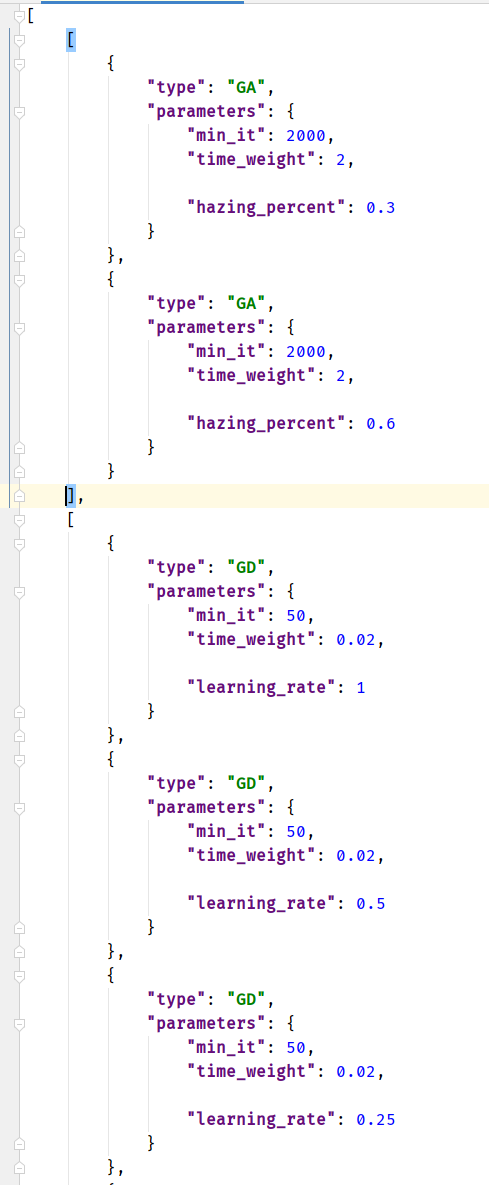 [
    [
        {
            "type": "GA",
            "parameters": {
                "min_it": 2000,
                "time_weight": 2,

                "hazing_percent": 0.3
            }
        },
        {
            "type": "GA",
            "parameters": {
                "min_it": 2000,
                "time_weight": 2,

                "hazing_percent": 0.6
            }
        }
    ],
    [
        {
            "type": "GD",
            "parameters": {
                "min_it": 50,
                "time_weight": 0.02,

                "learning_rate": 1
            }
        },
        {
            "type": "GD",
            "parameters": {
                "min_it": 50,
                "time_weight": 0.02,

                "learning_rate": 0.5
            }
        },
        {
            "type": "GD",
            "parameters": {
                "min_it": 50,
                "time_weight": 0.02,

                "learning_rate": 0.25
            }
        },